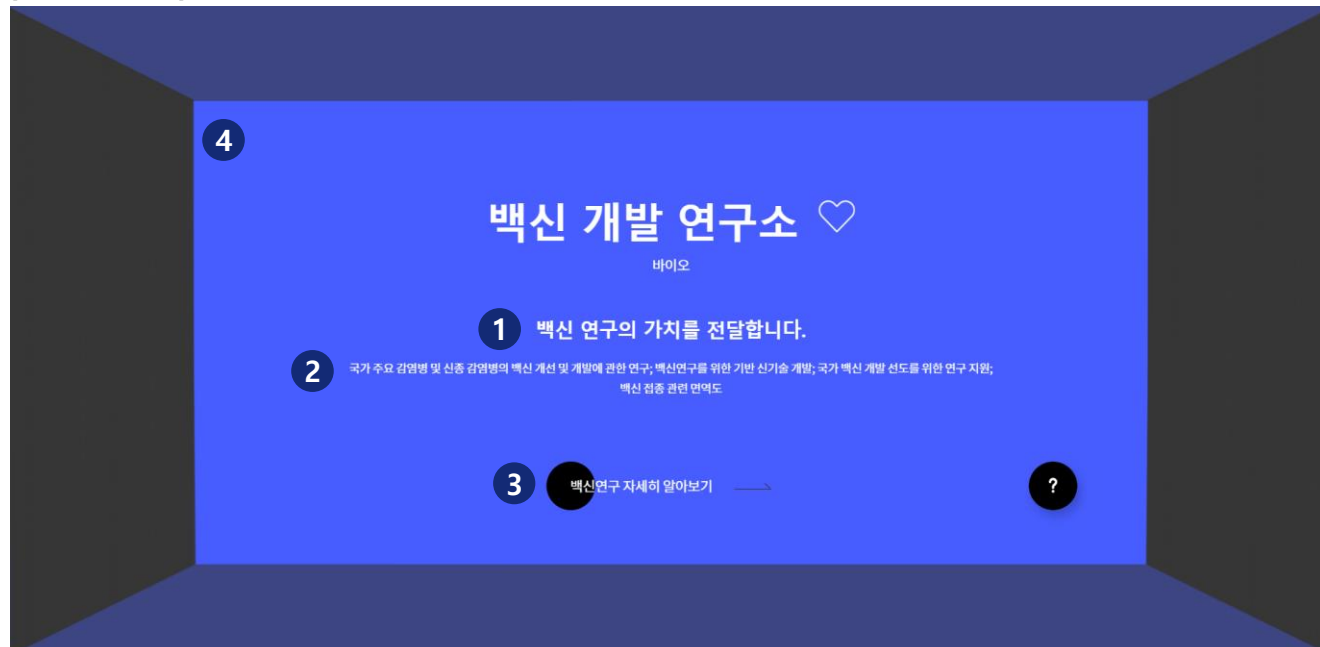 4
백신 개발 연구소 ♡
바이오
1 백신 연구의 가치를 전달합니다.
2 국가 주요 감염병 및 신종 감염병의 백신 개선 및 개발에 관한 연구; 백신연구를 위한 기반 신기술 개발; 국가 백신 개발 선도를 위한 연구 지원;
백신 접종 관련 면역도
3 백신연구 자세히 알아보기
?